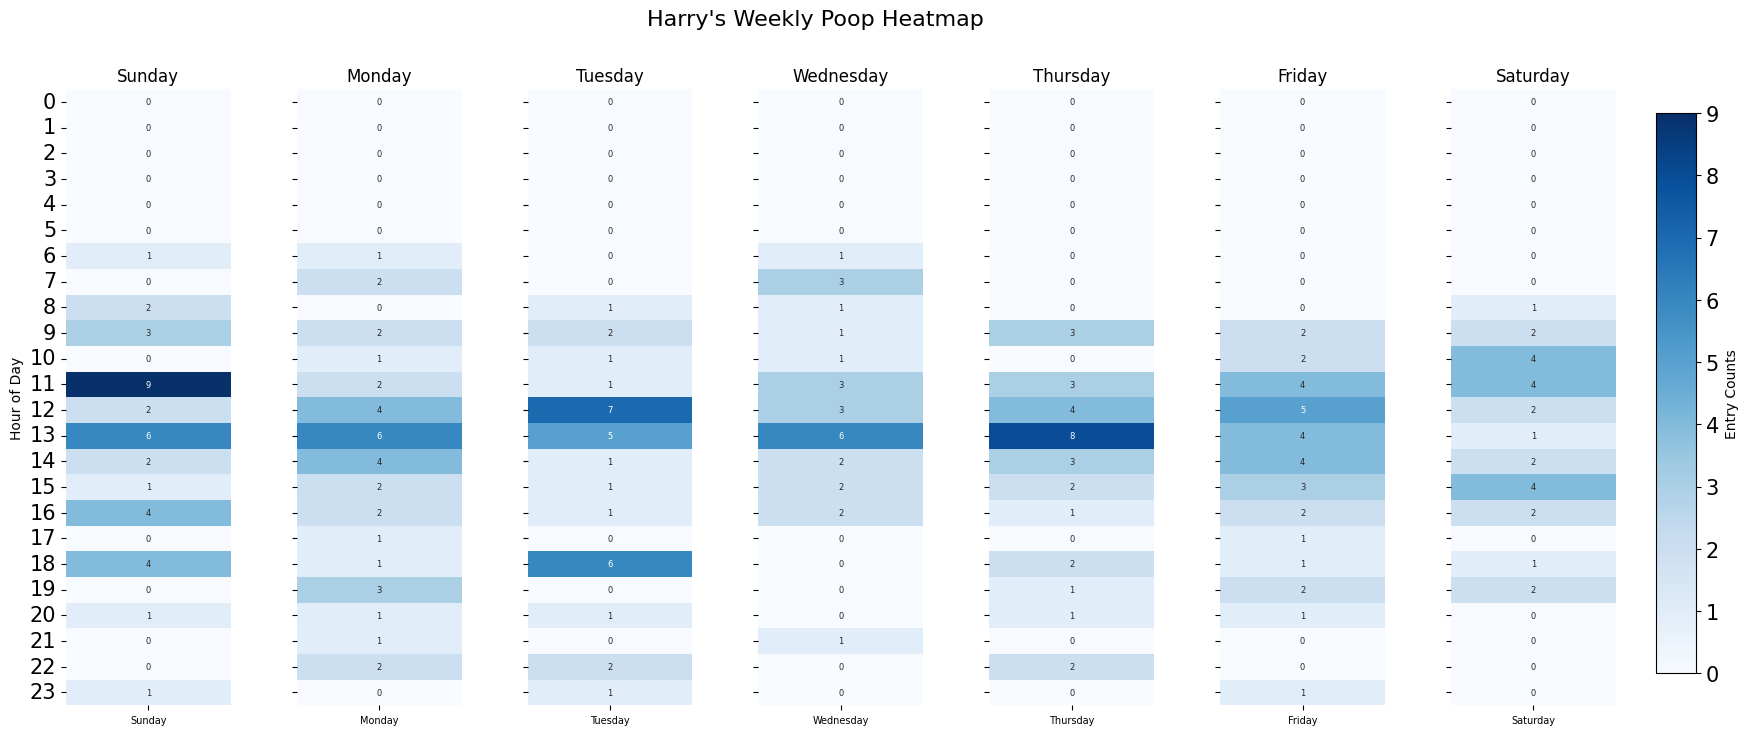 Harry's Weekly Poop Heatmap
Sunday Monday Tuesday Wednesday Thursday Friday Saturday
0 0 0 0 0 0 0 0
1 0 0 0 0 0 0 0
2 0 0 0 0 0 0 0
3 0 0 0 0 0 0 0
4 0 0 0 0 0 0 0
5 0 0 0 0 0 0 0
6 1 1 0 1 0 0 0
7 0 2 0 3 0 0 0
8 2 0 1 1 0 0 1
9 3 2 2 1 3 2 2
10 0 1 1 1 0 2 4
11 9 2 1 3 3 4 4
12 2 4 7 3 4 5 2
13 6 6 5 6 8 4 1
14 2 4 1 2 3 4 2
15 1 2 1 2 2 3 4
16 4 2 1 2 1 2 2
17 0 1 0 0 0 1 0
18 4 1 6 0 2 1 1
19 0 3 0 0 1 2 2
20 1 1 1 0 1 1 0
21 0 1 0 1 0 0 0
22 0 2 2 0 2 0 0
23 1 0 1 0 0 1 0
Sunday Monday Tuesday Wednesday Thursday Friday Saturday
Hour of Day
9
8
7
6
5
4
3
2
1
0
Entry Counts